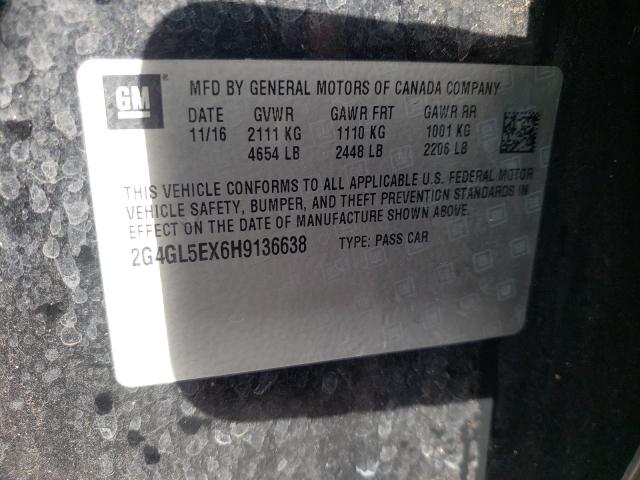 GM
MFD BY GENERAL MOTORS OF CANADA COMPANY
DATE GVWR GAWR FRT GAWR RR
11/16 2111 KG 1110 KG 1001 KG
4654 LB 2448 LB 2206 LB
THIS VEHICLE CONFORMS TO ALL APPLICABLE U.S. FEDERAL MOTOR
VEHICLE SAFETY, BUMPER, AND THEFT PREVENTION STANDARDS IN
EFFECT ON THE DATE OF MANUFACTURE SHOWN ABOVE.
2G4GL5EX6H9136638 TYPE: PASS CAR